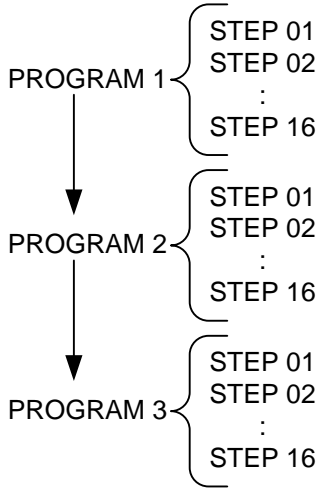 STEP 01
STEP 02
PROGRAM 1
:
STEP 16
STEP 01
STEP 02
PROGRAM 2
:
STEP 16
STEP 01
STEP 02
PROGRAM 3
:
STEP 16